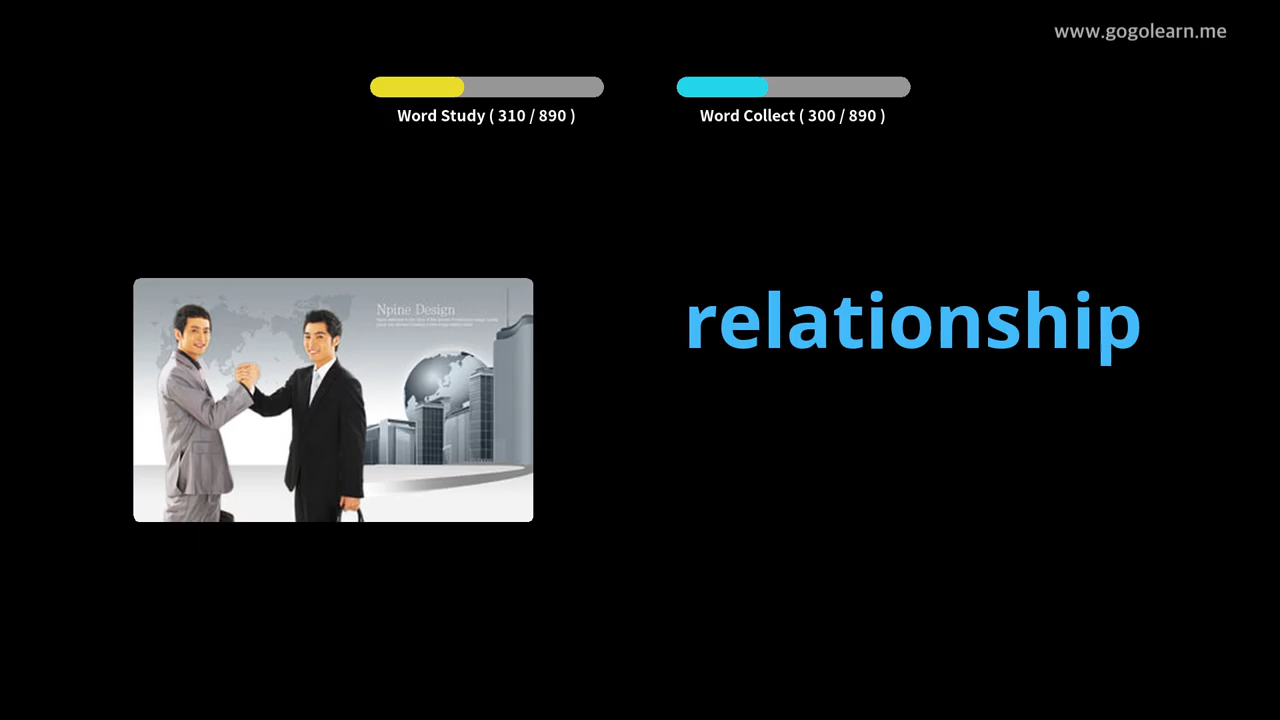 www.gogolearn.me
Word Study ( 310 / 890 )
Word Collect ( 300 / 890 )
Npine Design
relationship